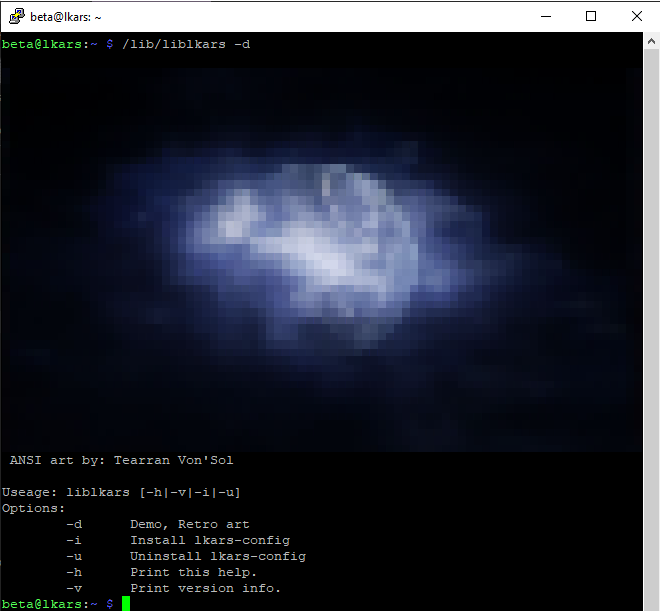 beta@lkars: ~
beta@lkars:~ $ /lib/liblkars -d
ANSI art by: Tearran Von'Sol
Useage: liblkars [-h|-v|-i|-u]
Options:
-d Demo, Retro art
-i Install lkars-config
-u Uninstall lkars-config
-h Print this help.
-v Print version info.
beta@lkars:~ $